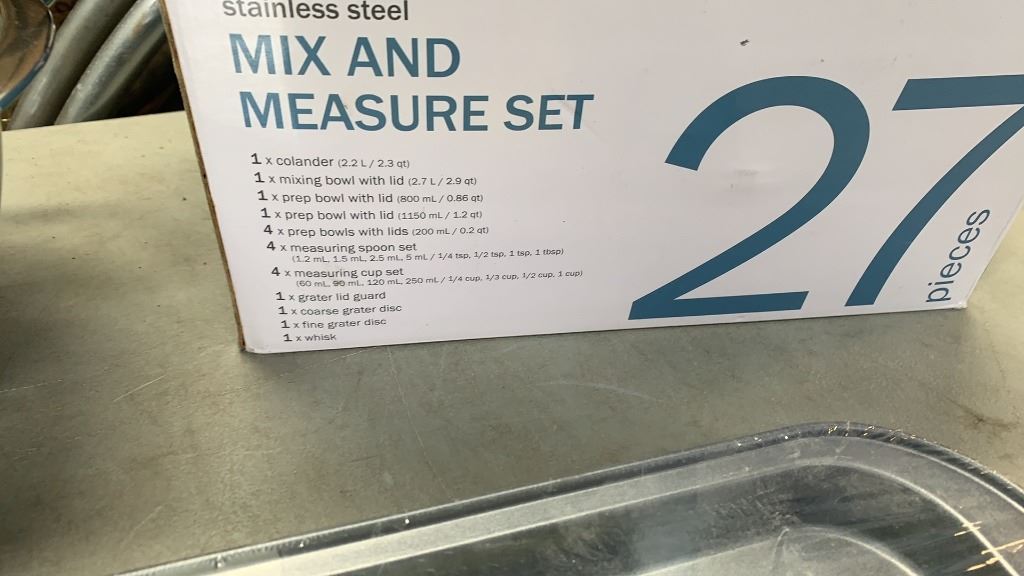 stainless steel
MIX AND
MEASURE SET
1 x colander (2.2 L / 2.3 qt)
1 x mixing bowl with lid (2.7 L / 2.9 qt)
1 x prep bowl with lid (800 mL / 0.86 qt)
1 x prep bowl with lid (1150 mL / 1.2 qt)
4 x prep bowls with lids (200 mL / 0.2 qt)
4 x measuring spoon set
(1.2 mL, 1.5 mL, 2.5 mL, 5 mL / 1/4 tsp, 1/2 tsp, 1 tsp, 1 tbsp)
4 x measuring cup set
(60 mL, 90 mL, 120 mL, 250 mL / 1/4 cup, 1/3 cup, 1/2 cup, 1 cup)
1 x grater lid guard
1 x coarse grater disc
1 x fine grater disc
1 x whisk
27
pieces